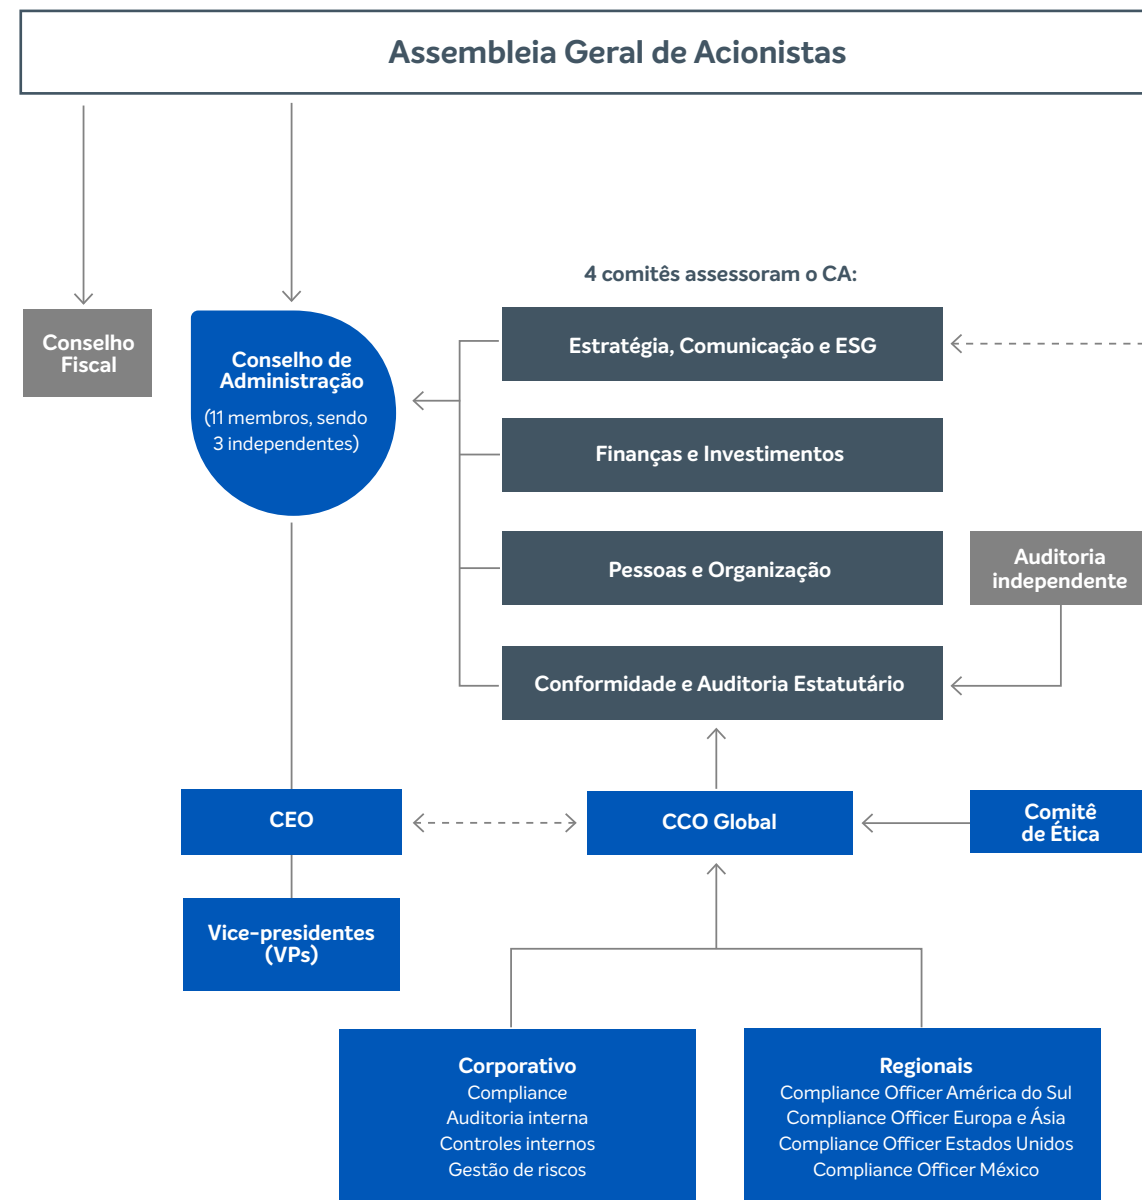 Assembleia Geral de Acionistas
4 comitês assessoram o CA:
Conselho
Fiscal
Conselho de
Administração
(11 membros, sendo
3 independentes)
Estratégia, Comunicação e ESG
Finanças e Investimentos
Pessoas e Organização
Auditoria
independente
Conformidade e Auditoria Estatutário
CEO
CCO Global
Comitê
de Ética
Vice-presidentes
(VPs)
Corporativo
Compliance
Auditoria interna
Controles internos
Gestão de riscos
Regionais
Compliance Officer América do Sul
Compliance Officer Europa e Ásia
Compliance Officer Estados Unidos
Compliance Officer México